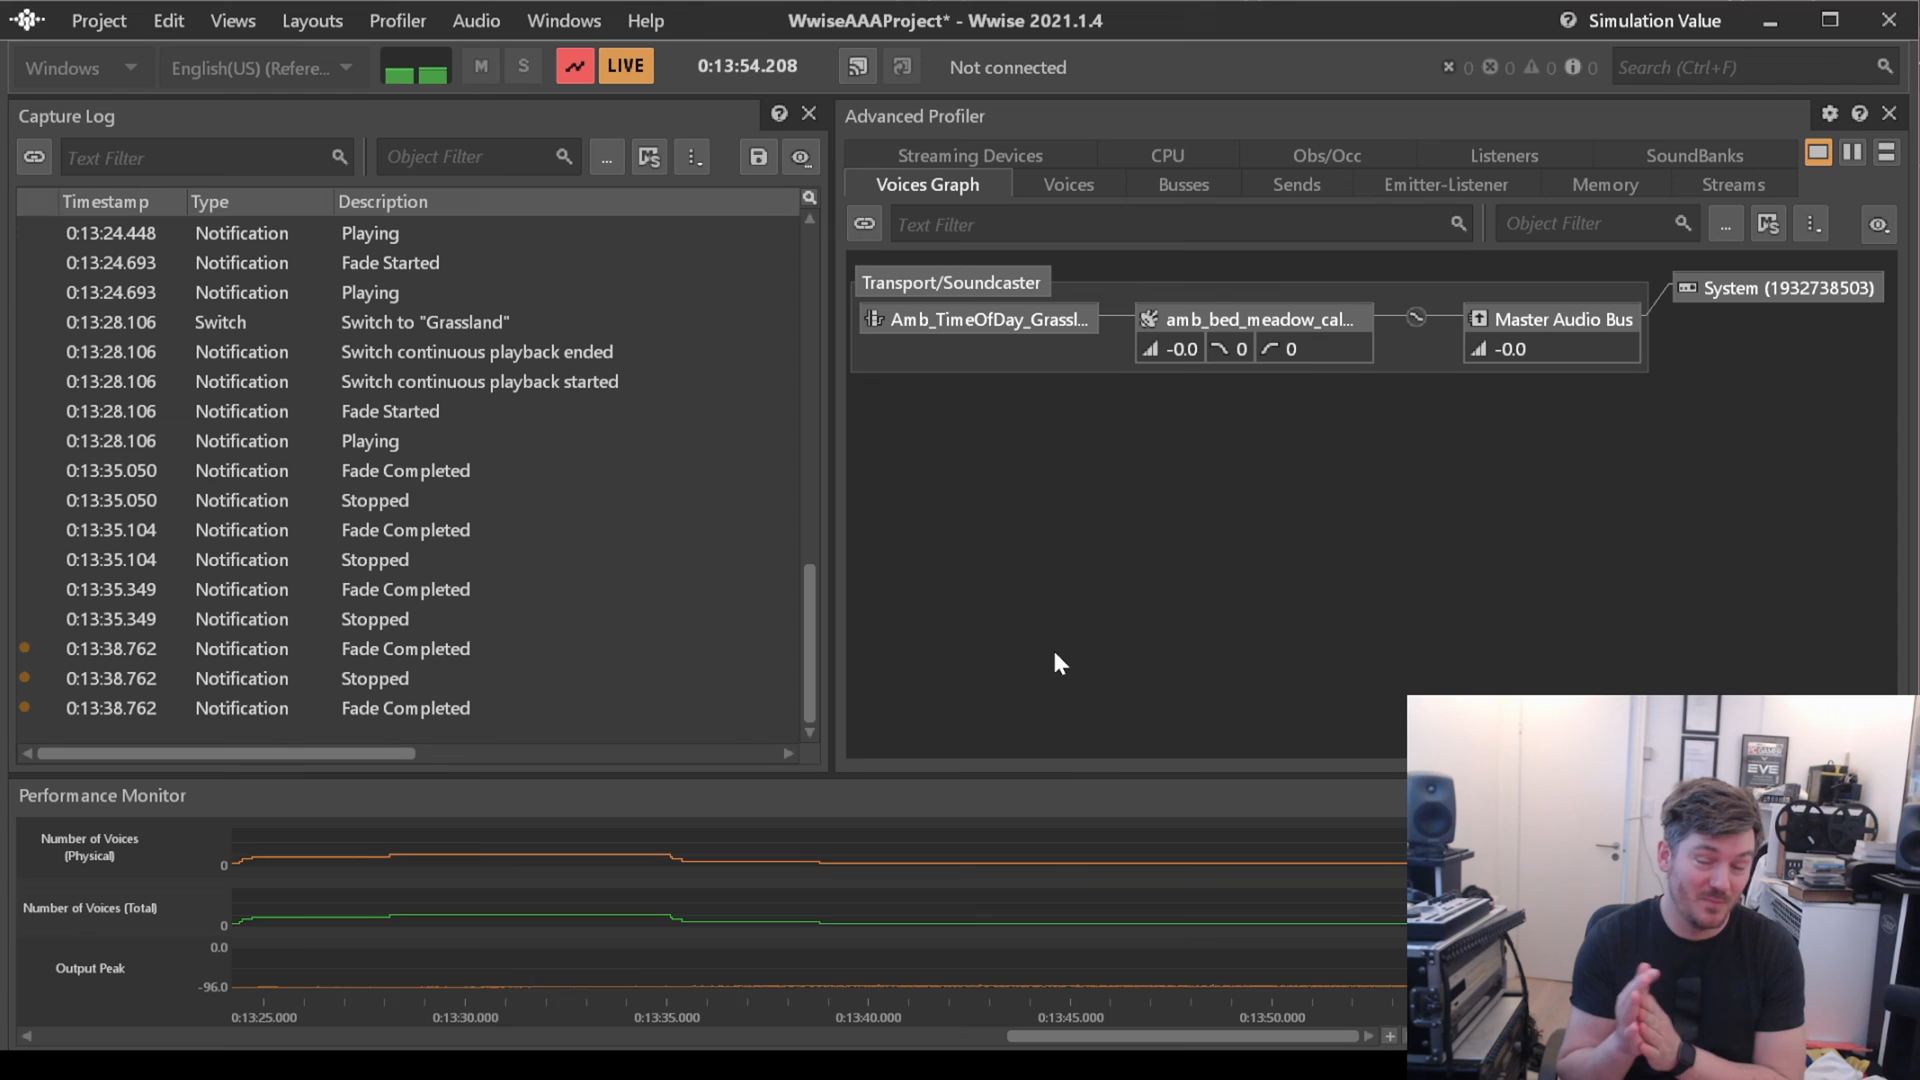 Project Edit Views Layouts Profiler Audio Windows Help WwiseAAAProject* - Wwise 2021.1.4 Simulation Value
Windows English(US) (Refere... M S LIVE 0:13:54.208 Not connected 0 0 0 0 Search (Ctrl+F)
Capture Log
Text Filter Object Filter ...
Timestamp Type Description
0:13:24.448 Notification Playing
0:13:24.693 Notification Fade Started
0:13:24.693 Notification Playing
0:13:28.106 Switch Switch to "Grassland"
0:13:28.106 Notification Switch continuous playback ended
0:13:28.106 Notification Switch continuous playback started
0:13:28.106 Notification Fade Started
0:13:28.106 Notification Playing
0:13:35.050 Notification Fade Completed
0:13:35.050 Notification Stopped
0:13:35.104 Notification Fade Completed
0:13:35.104 Notification Stopped
0:13:35.349 Notification Fade Completed
0:13:35.349 Notification Stopped
0:13:38.762 Notification Fade Completed
0:13:38.762 Notification Stopped
0:13:38.762 Notification Fade Completed
Advanced Profiler
Streaming Devices CPU Obs/Occ Listeners SoundBanks
Voices Graph Voices Busses Sends Emitter-Listener Memory Streams
Text Filter Object Filter ...
Transport/Soundcaster
System (1932738503)
Amb_TimeOfDay_Grassl... amb_bed_meadow_cal... Master Audio Bus
-0.0 0 0 -0.0
Performance Monitor
Number of Voices
(Physical)
0
Number of Voices (Total)
0
0.0
Output Peak
-96.0
0:13:25.000 0:13:30.000 0:13:35.000 0:13:40.000 0:13:45.000 0:13:50.000
EVE